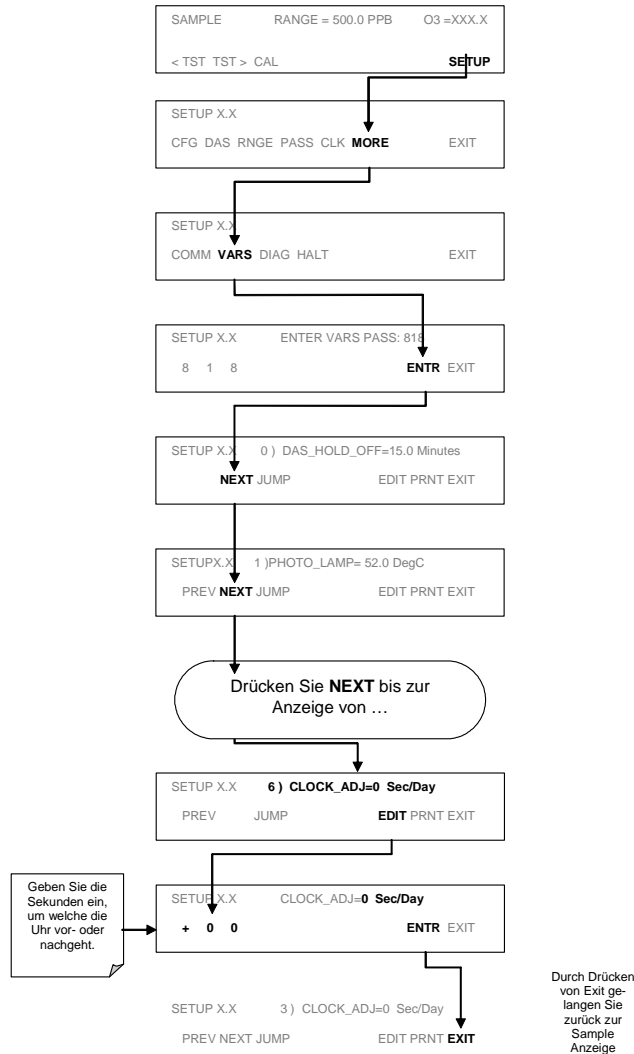 SAMPLE RANGE = 500.0 PPB O3 =XXX.X
< TST TST > CAL SETUP
SETUP X.X
CFG DAS RNGE PASS CLK MORE EXIT
SETUP X.X
COMM VARS DIAG HALT EXIT
SETUP X.X ENTER VARS PASS: 818
8 1 8 ENTR EXIT
SETUP X.X 0 ) DAS_HOLD_OFF=15.0 Minutes
NEXT JUMP EDIT PRNT EXIT
SETUPX.X 1 )PHOTO_LAMP= 52.0 DegC
PREV NEXT JUMP EDIT PRNT EXIT
Drücken Sie NEXT bis zur
Anzeige von …
SETUP X.X 6 ) CLOCK_ADJ=0 Sec/Day
PREV JUMP EDIT PRNT EXIT
Geben Sie die
Sekunden ein,
um welche die
Uhr vor- oder
nachgeht.
SETUP X.X CLOCK_ADJ=0 Sec/Day
+ 0 0 ENTR EXIT
SETUP X.X 3 ) CLOCK_ADJ=0 Sec/Day
PREV NEXT JUMP EDIT PRNT EXIT
Durch Drücken
von Exit ge-
langen Sie
zurück zur
Sample
Anzeige